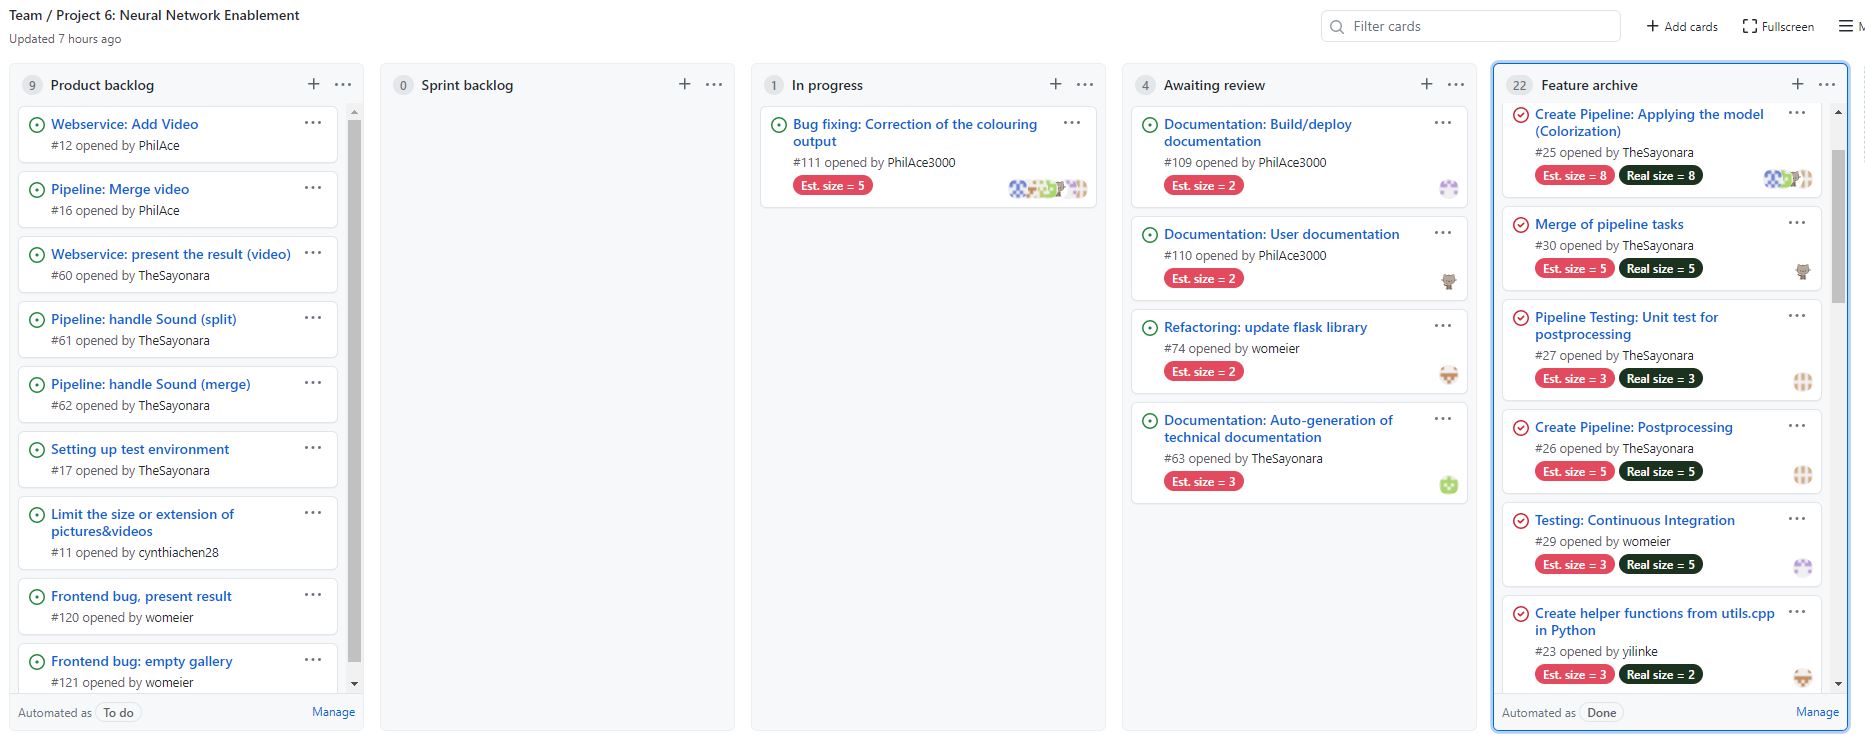 Team / Project 6: Neural Network Enablement
Updated 7 hours ago
Filter cards
Add cards
Fullscreen
9 Product backlog
Webservice: Add Video
#12 opened by PhilAce
Pipeline: Merge video
#16 opened by PhilAce
Webservice: present the result (video)
#60 opened by TheSayonara
Pipeline: handle Sound (split)
#61 opened by TheSayonara
Pipeline: handle Sound (merge)
#62 opened by TheSayonara
Setting up test environment
#17 opened by TheSayonara
Limit the size or extension of
pictures&videos
#11 opened by cynthiachen28
Frontend bug, present result
#120 opened by womeier
Frontend bug: empty gallery
#121 opened by womeier
Automated as To do
Manage
0 Sprint backlog
1 In progress
Bug fixing: Correction of the colouring
output
#111 opened by PhilAce3000
Est. size = 5
4 Awaiting review
Documentation: Build/deploy
documentation
#109 opened by PhilAce3000
Est. size = 2
Documentation: User documentation
#110 opened by PhilAce3000
Est. size = 2
Refactoring: update flask library
#74 opened by womeier
Est. size = 2
Documentation: Auto-generation of
technical documentation
#63 opened by TheSayonara
Est. size = 3
22 Feature archive
Create Pipeline: Applying the model
(Colorization)
#25 opened by TheSayonara
Est. size = 8 Real size = 8
Merge of pipeline tasks
#30 opened by TheSayonara
Est. size = 5 Real size = 5
Pipeline Testing: Unit test for
postprocessing
#27 opened by TheSayonara
Est. size = 3 Real size = 3
Create Pipeline: Postprocessing
#26 opened by TheSayonara
Est. size = 5 Real size = 5
Testing: Continuous Integration
#29 opened by womeier
Est. size = 3 Real size = 5
Create helper functions from utils.cpp
in Python
#23 opened by yilinke
Est. size = 3 Real size = 2
Automated as Done
Manage